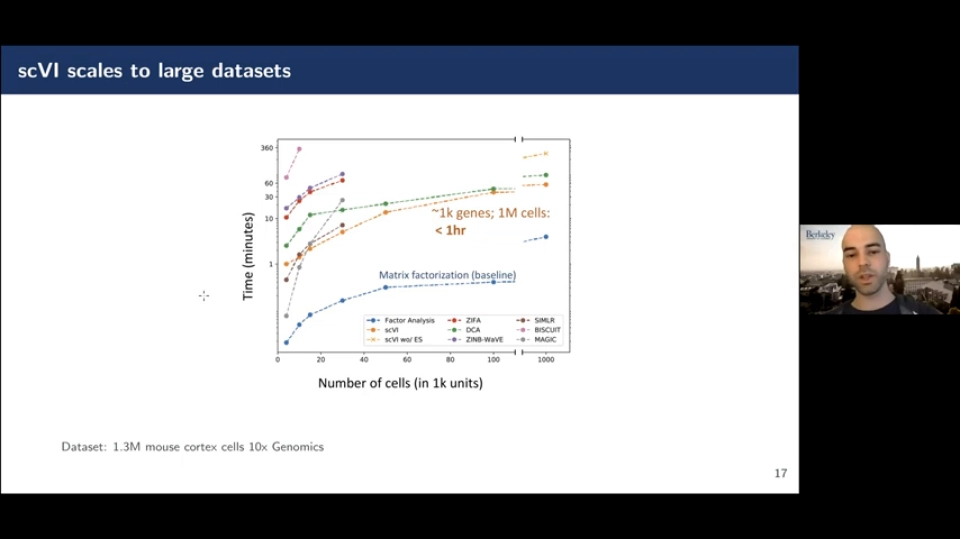 scVI scales to large datasets
360
60
30
10
1
Time (minutes)
~1k genes; 1M cells:
< 1hr
Matrix factorization (baseline)
Factor Analysis
scVI
scVI wo/ ES
ZIFA
DCA
ZINB-WaVE
SIMLR
BISCUIT
MAGIC
0 20 40 60 80 100 1000
Number of cells (in 1k units)
Dataset: 1.3M mouse cortex cells 10x Genomics
17
Berkeley